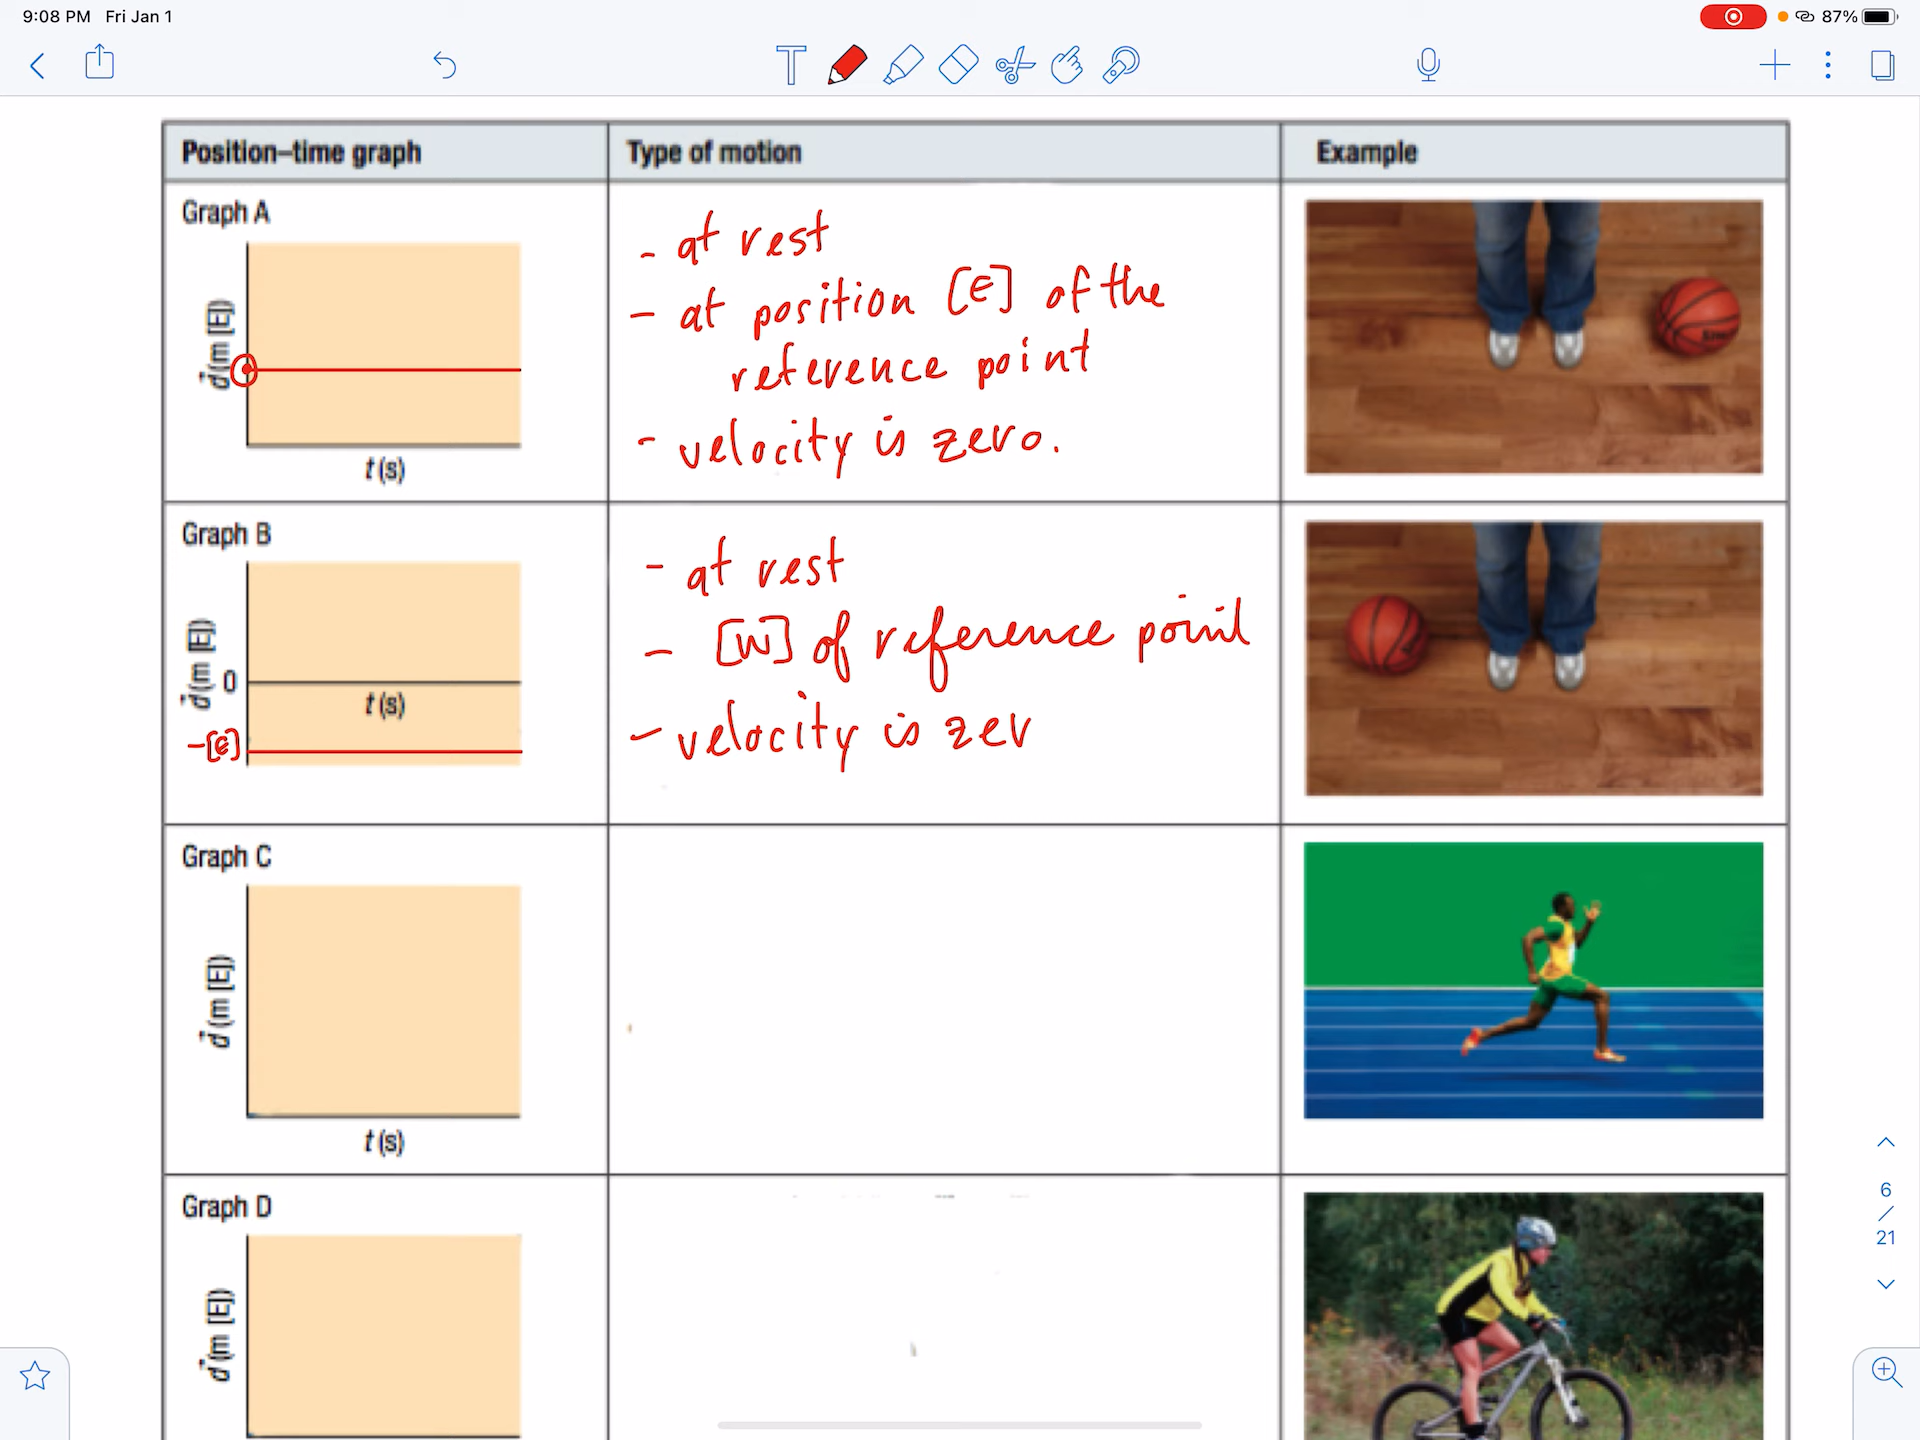 9:08 PM Fri Jan 1
87%
Position–time graph
Type of motion
Example
Graph A
d (m [E])
t (s)
- at rest
- at position [E] of the
reference point
- velocity is zero.
Graph B
d (m [E])
0
t (s)
-[E]
- at rest
- [W] of reference point
- velocity is zer
Graph C
d (m [E])
t (s)
Graph D
d (m [E])
6
/
21